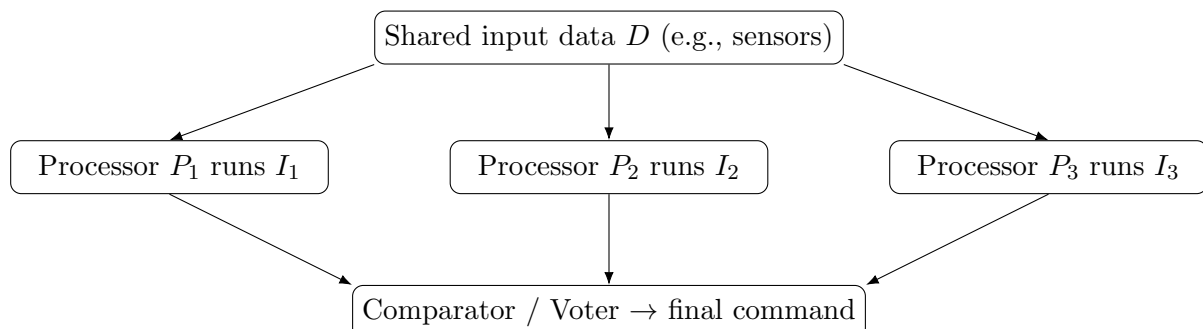 Shared input data D (e.g., sensors)
Processor P₁ runs I₁
Processor P₂ runs I₂
Processor P₃ runs I₃
Comparator / Voter → final command